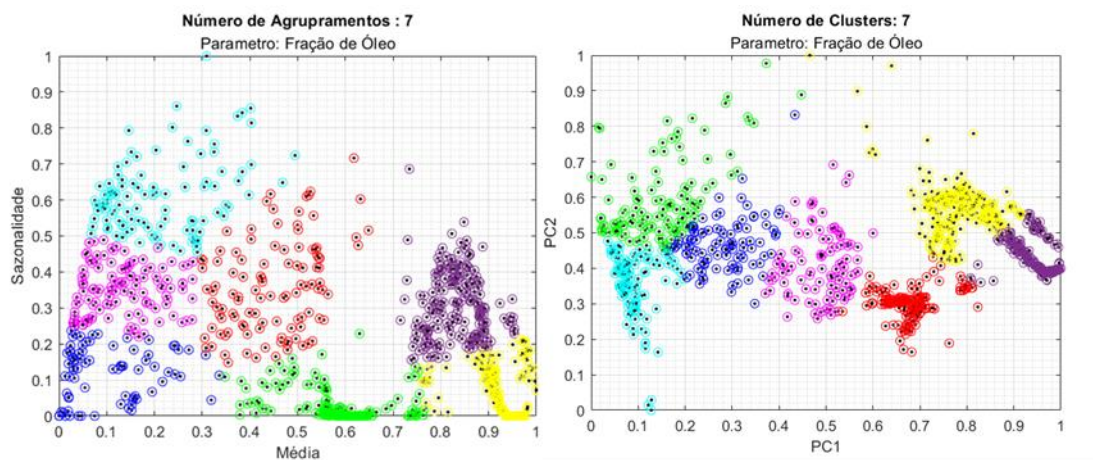 Número de Agrupramentos : 7
Parametro: Fração de Óleo
1
0.9
0.8
0.7
0.6
0.5
0.4
0.3
0.2
0.1
0
Sazonalidade
0 0.1 0.2 0.3 0.4 0.5 0.6 0.7 0.8 0.9 1
Média
Número de Clusters: 7
Parametro: Fração de Óleo
1
0.9
0.8
0.7
0.6
0.5
0.4
0.3
0.2
0.1
0
PC2
0 0.1 0.2 0.3 0.4 0.5 0.6 0.7 0.8 0.9 1
PC1